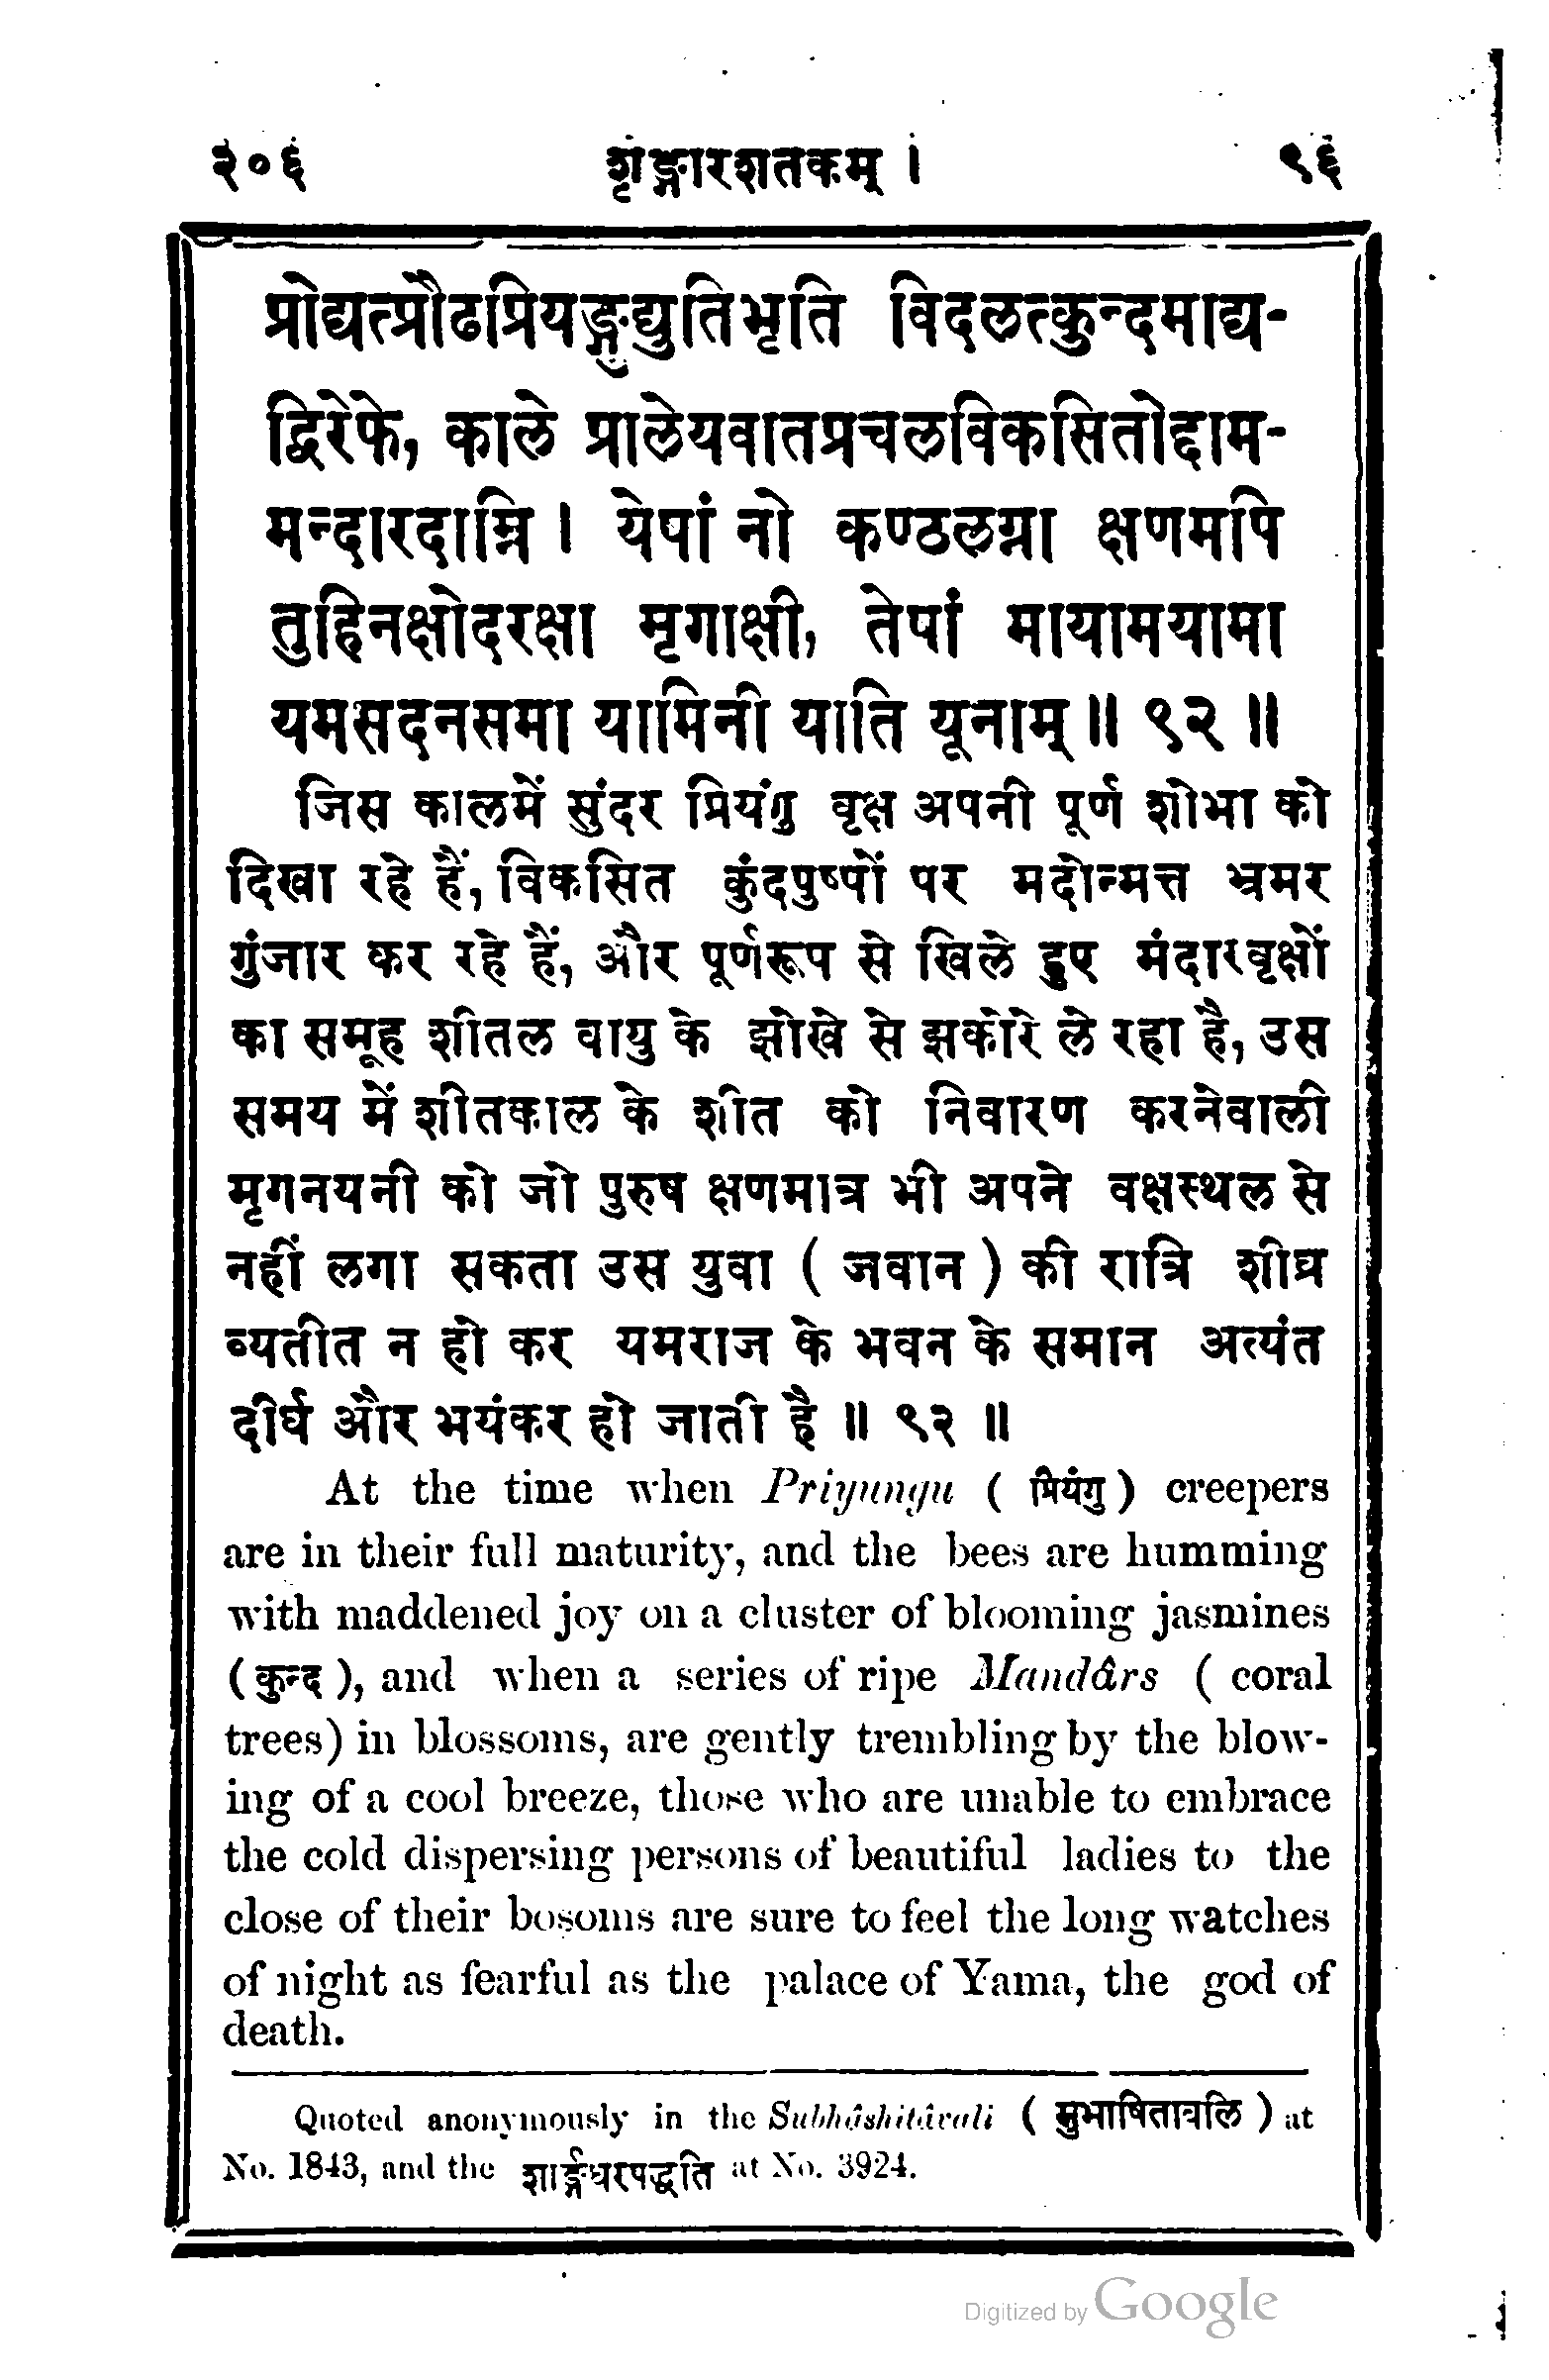 ३०६ शृंङ्गारशतकम् । ९६
प्रोद्यत्प्रौढप्रियङ्गुद्युतिभृति विदलत्कुन्दमाद्य-
द्विरेफे, काले प्रालेयवातप्रचलविकसितोद्दाम-
मन्दारदाम्नि । येषां नो कण्ठलग्ना क्षणमपि
तुहिनक्षोदरक्षा मृगाक्षी, तेषां मायामयामा
यमसदनसमा यामिनी याति यूनाम् ॥ ९२ ॥
जिस कालमें सुंदर प्रियंगु वृक्ष अपनी पूर्ण शोभा को
दिखा रहे हैं, विकसित कुंदपुष्पों पर मदोन्मत्त भ्रमर
गुंजार कर रहे हैं, और पूर्णरूप से खिले हुए मंदारवृक्षों
का समूह शीतल वायु के झोखे से झकोरे ले रहा है, उस
समय में शीतकाल के शीत को निवारण करनेवाली
मृगनयनी को जो पुरुष क्षणमात्र भी अपने वक्षस्थल से
नहीं लगा सकता उस युवा ( जवान ) की रात्रि शीघ्र
व्यतीत न हो कर यमराज के भवन के समान अत्यंत
दीर्घ और भयंकर हो जाती है ॥ ९२ ॥
At the time when Priyungu ( प्रियंगु ) creepers
are in their full maturity, and the bees are humming
with maddened joy on a cluster of blooming jasmines
( कुन्द ), and when a series of ripe Mandârs ( coral
trees) in blossoms, are gently trembling by the blow-
ing of a cool breeze, those who are unable to embrace
the cold dispersing persons of beautiful ladies to the
close of their bosoms are sure to feel the long watches
of night as fearful as the palace of Yama, the god of
death.
Quoted anonymously in the Subhâshitâvali ( सुभाषितावलि ) at
No. 1843, and the शार्ङ्गधरपद्धति at No. 3924.
Digitized by Google